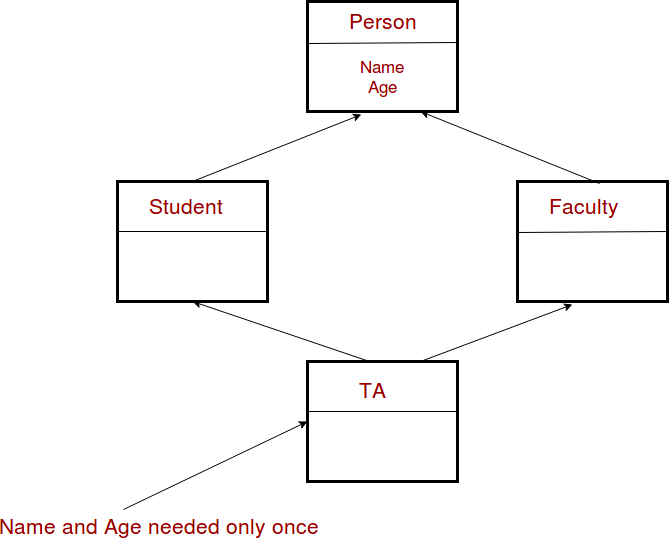 Person
Name
Age
Student
Faculty
TA
Name and Age needed only once